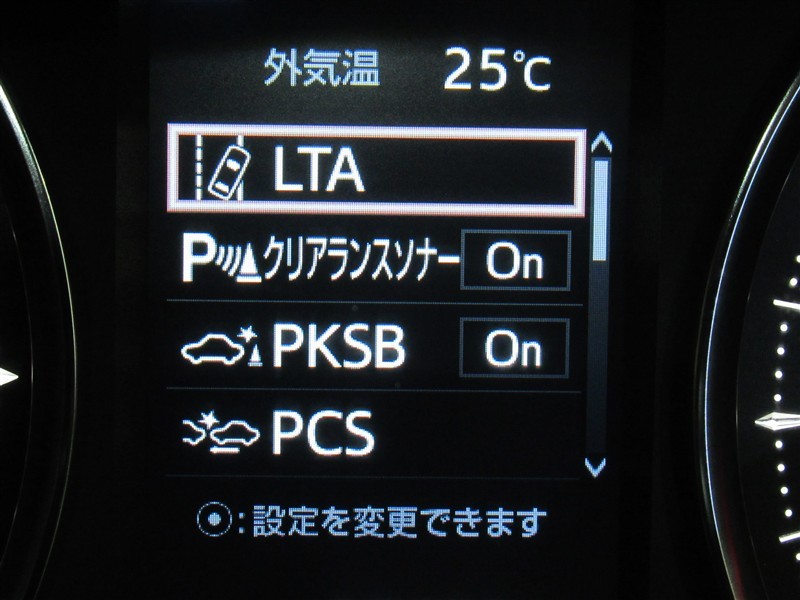 外気温 25℃
LTA
P クリアランスソナー On
PKSB On
PCS
:設定を変更できます